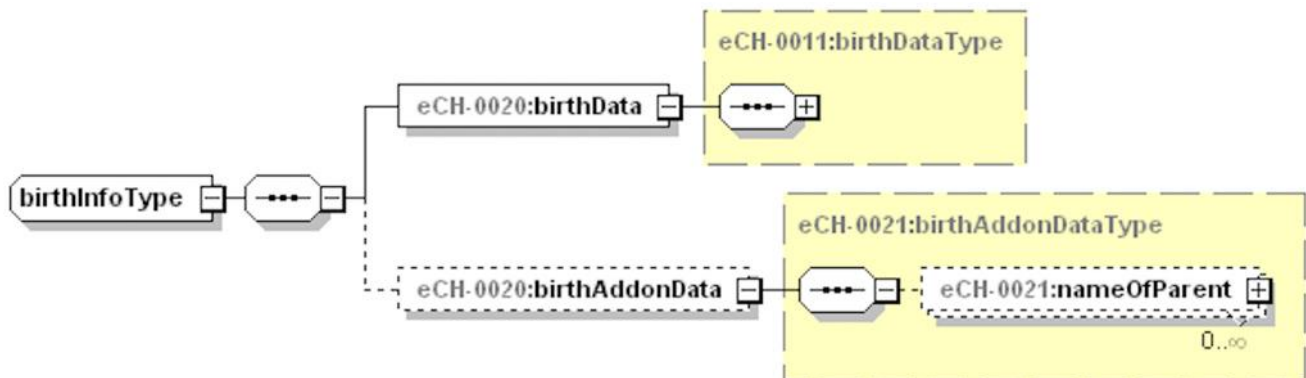 eCH-0011:birthDataType
eCH-0020:birthData
birthInfoType
eCH-0021:birthAddonDataType
eCH-0020:birthAddonData
eCH-0021:nameOfParent
0..∞